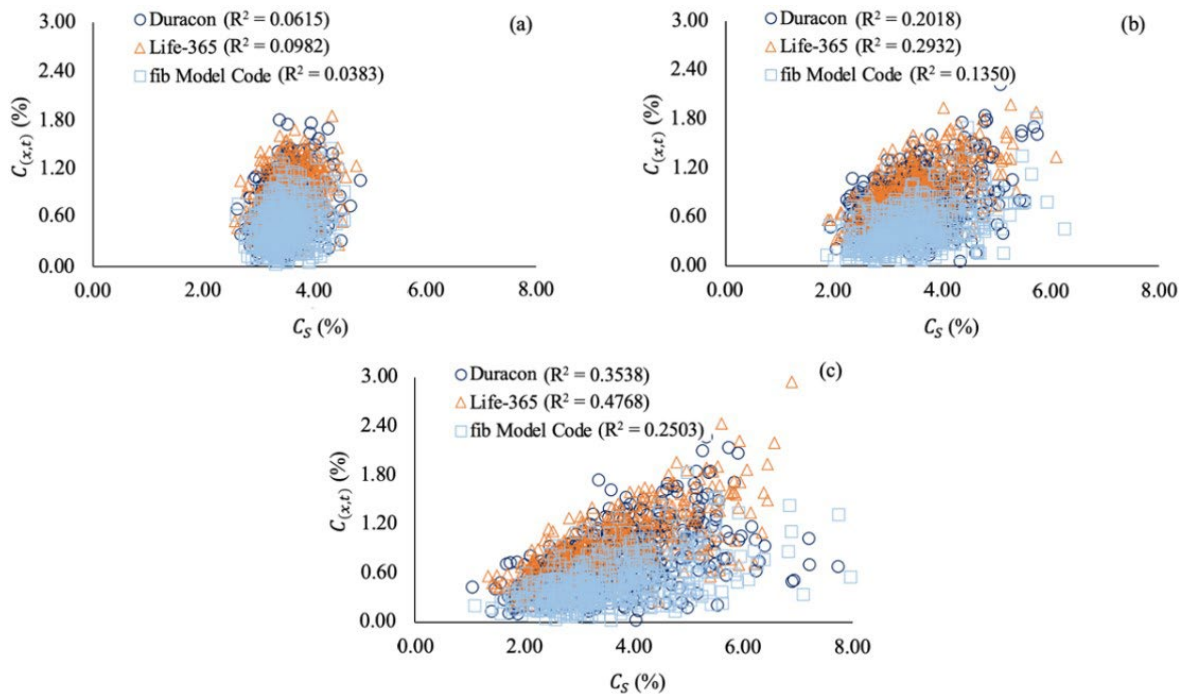 3.00
2.40
1.80
1.20
0.60
0.00
C(x,t) (%)
Duracon (R² = 0.0615)
Life-365 (R² = 0.0982)
fib Model Code (R² = 0.0383)
(a)
0.00 2.00 4.00 6.00 8.00
C_S (%)
3.00
2.40
1.80
1.20
0.60
0.00
C(x,t) (%)
Duracon (R² = 0.2018)
Life-365 (R² = 0.2932)
fib Model Code (R² = 0.1350)
(b)
0.00 2.00 4.00 6.00 8.00
C_S (%)
3.00
2.40
1.80
1.20
0.60
0.00
C(x,t) (%)
Duracon (R² = 0.3538)
Life-365 (R² = 0.4768)
fib Model Code (R² = 0.2503)
(c)
0.00 2.00 4.00 6.00 8.00
C_S (%)